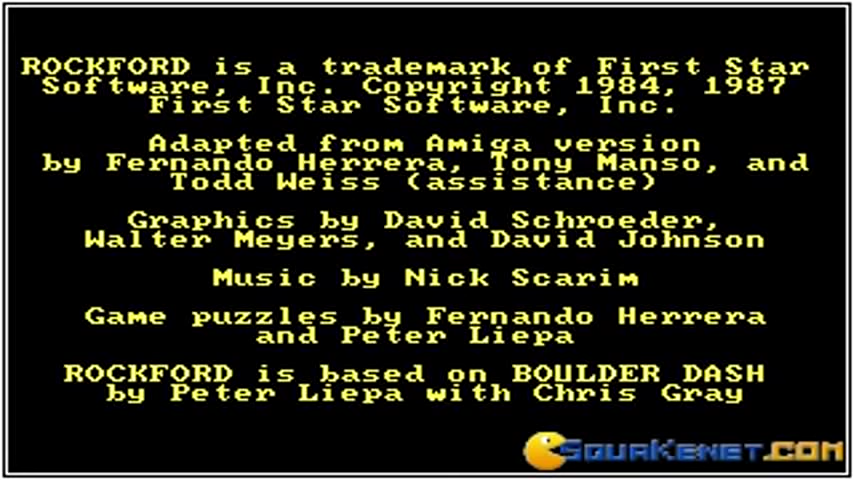 ROCKFORD is a trademark of First Star
Software, Inc. Copyright 1984, 1987
First Star Software, Inc.
Adapted from Amiga version
by Fernando Herrera, Tony Manso, and
Todd Weiss (assistance)
Graphics by David Schroeder,
Walter Meyers, and David Johnson
Music by Nick Scarim
Game puzzles by Fernando Herrera
and Peter Liepa
ROCKFORD is based on BOULDER DASH
by Peter Liepa with Chris Gray
SQUAKENET.COM